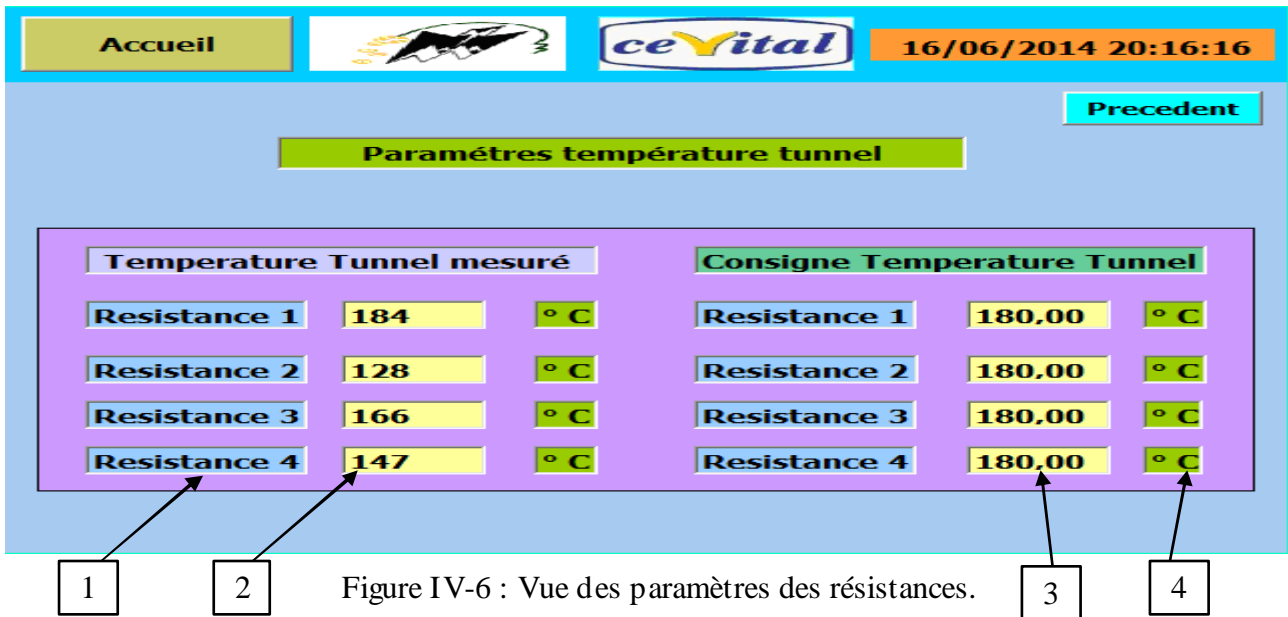 Accueil
cevital
16/06/2014 20:16:16
Precedent
Paramétres température tunnel
Temperature Tunnel mesuré
Consigne Temperature Tunnel
Resistance 1 184 ° C Resistance 1 180,00 ° C
Resistance 2 128 ° C Resistance 2 180,00 ° C
Resistance 3 166 ° C Resistance 3 180,00 ° C
Resistance 4 147 ° C Resistance 4 180,00 ° C
1 2 3 4
Figure IV-6 : Vue des paramètres des résistances.